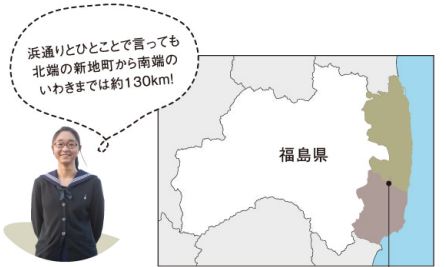 浜通りとひとことで言っても
北端の新地町から南端の
いわきまでは約130km!
福島県